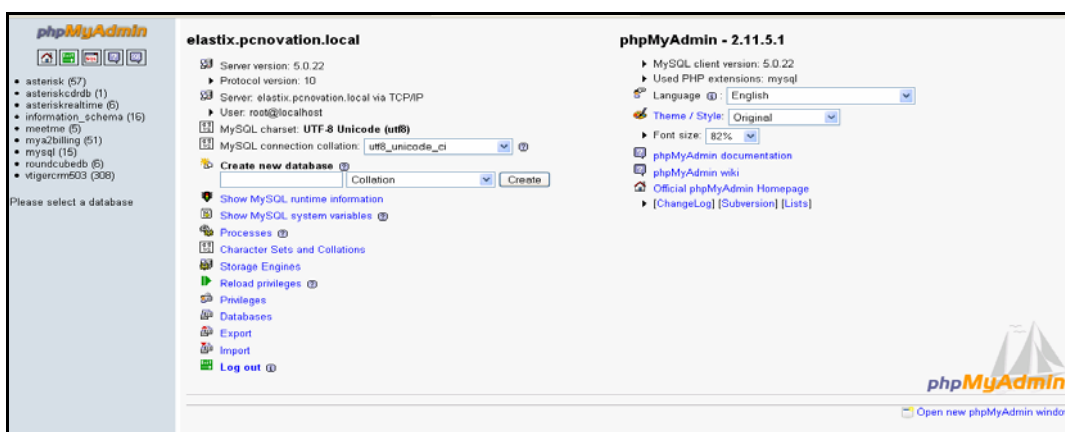 phpMyAdmin
asterisk (57)
asteriskcdrdb (1)
asteriskrealtime (6)
information_schema (16)
meetme (5)
mya2billing (51)
mysql (15)
roundcubedb (6)
vtigercrm503 (308)
Please select a database
elastix.pcnovation.local
Server version: 5.0.22
Protocol version: 10
Server: elastix.pcnovation.local via TCP/IP
User: root@localhost
MySQL charset: UTF-8 Unicode (utf8)
MySQL connection collation: utf8_unicode_ci
Create new database
Collation Create
Show MySQL runtime information
Show MySQL system variables
Processes
Character Sets and Collations
Storage Engines
Reload privileges
Privileges
Databases
Export
Import
Log out
phpMyAdmin - 2.11.5.1
MySQL client version: 5.0.22
Used PHP extensions: mysql
Language : English
Theme / Style: Original
Font size: 82%
phpMyAdmin documentation
phpMyAdmin wiki
Official phpMyAdmin Homepage
[ChangeLog] [Subversion] [Lists]
phpMyAdmin
Open new phpMyAdmin window